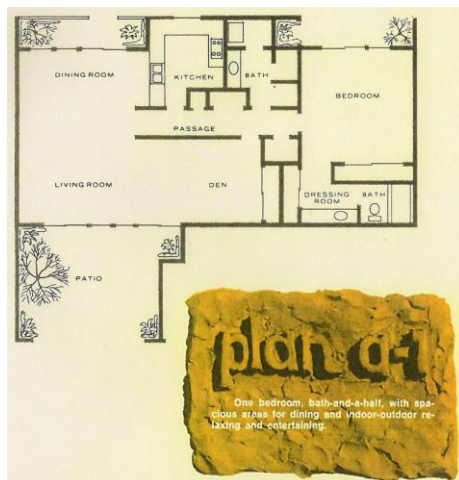 DINING ROOM
KITCHEN
BATH
BEDROOM
PASSAGE
LIVING ROOM
DEN
DRESSING
ROOM
BATH
PATIO
plan a-1
One bedroom, bath-and-a-half, with spa-
cious areas for dining and indoor-outdoor re-
laxing and entertaining.